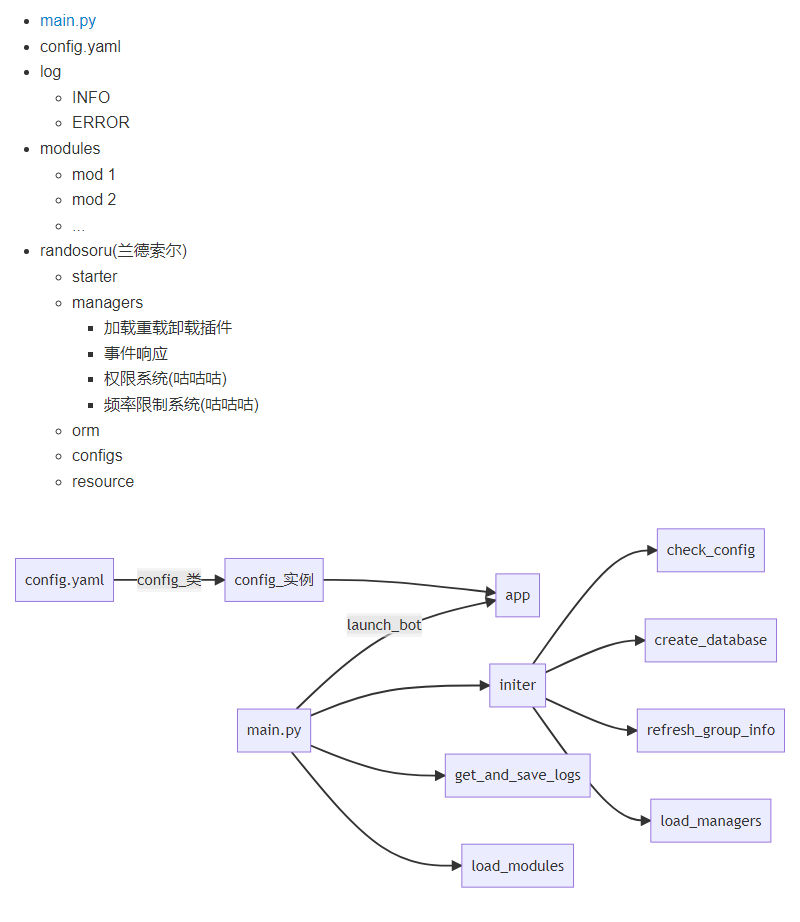 main.py
config.yaml
log
INFO
ERROR
modules
mod 1
mod 2
...
randosoru(兰德索尔)
starter
managers
加载重载卸载插件
事件响应
权限系统(咕咕咕)
频率限制系统(咕咕咕)
orm
configs
resource
check_config
config.yaml
config_类
config_实例
app
launch_bot
create_database
initer
main.py
refresh_group_info
get_and_save_logs
load_managers
load_modules